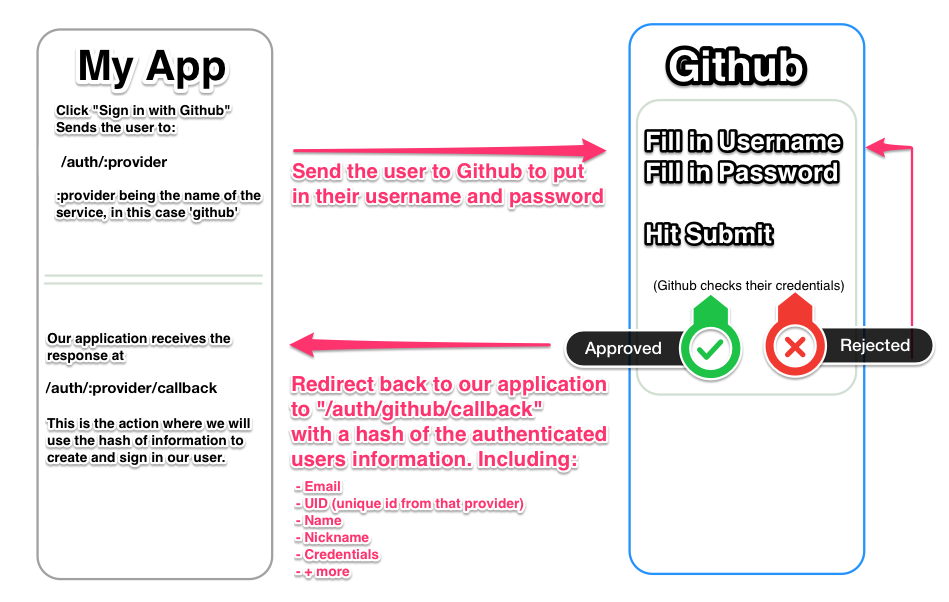 My App
Click "Sign in with Github"
Sends the user to:
/auth/:provider
:provider being the name of the
service, in this case 'github'
Our application receives the
response at
/auth/:provider/callback
This is the action where we will
use the hash of information to
create and sign in our user.
Send the user to Github to put
in their username and password
Redirect back to our application
to "/auth/github/callback"
with a hash of the authenticated
users information. Including:
- Email
- UID (unique id from that provider)
- Name
- Nickname
- Credentials
- + more
Github
Fill in Username
Fill in Password
Hit Submit
(Github checks their credentials)
Approved
Rejected